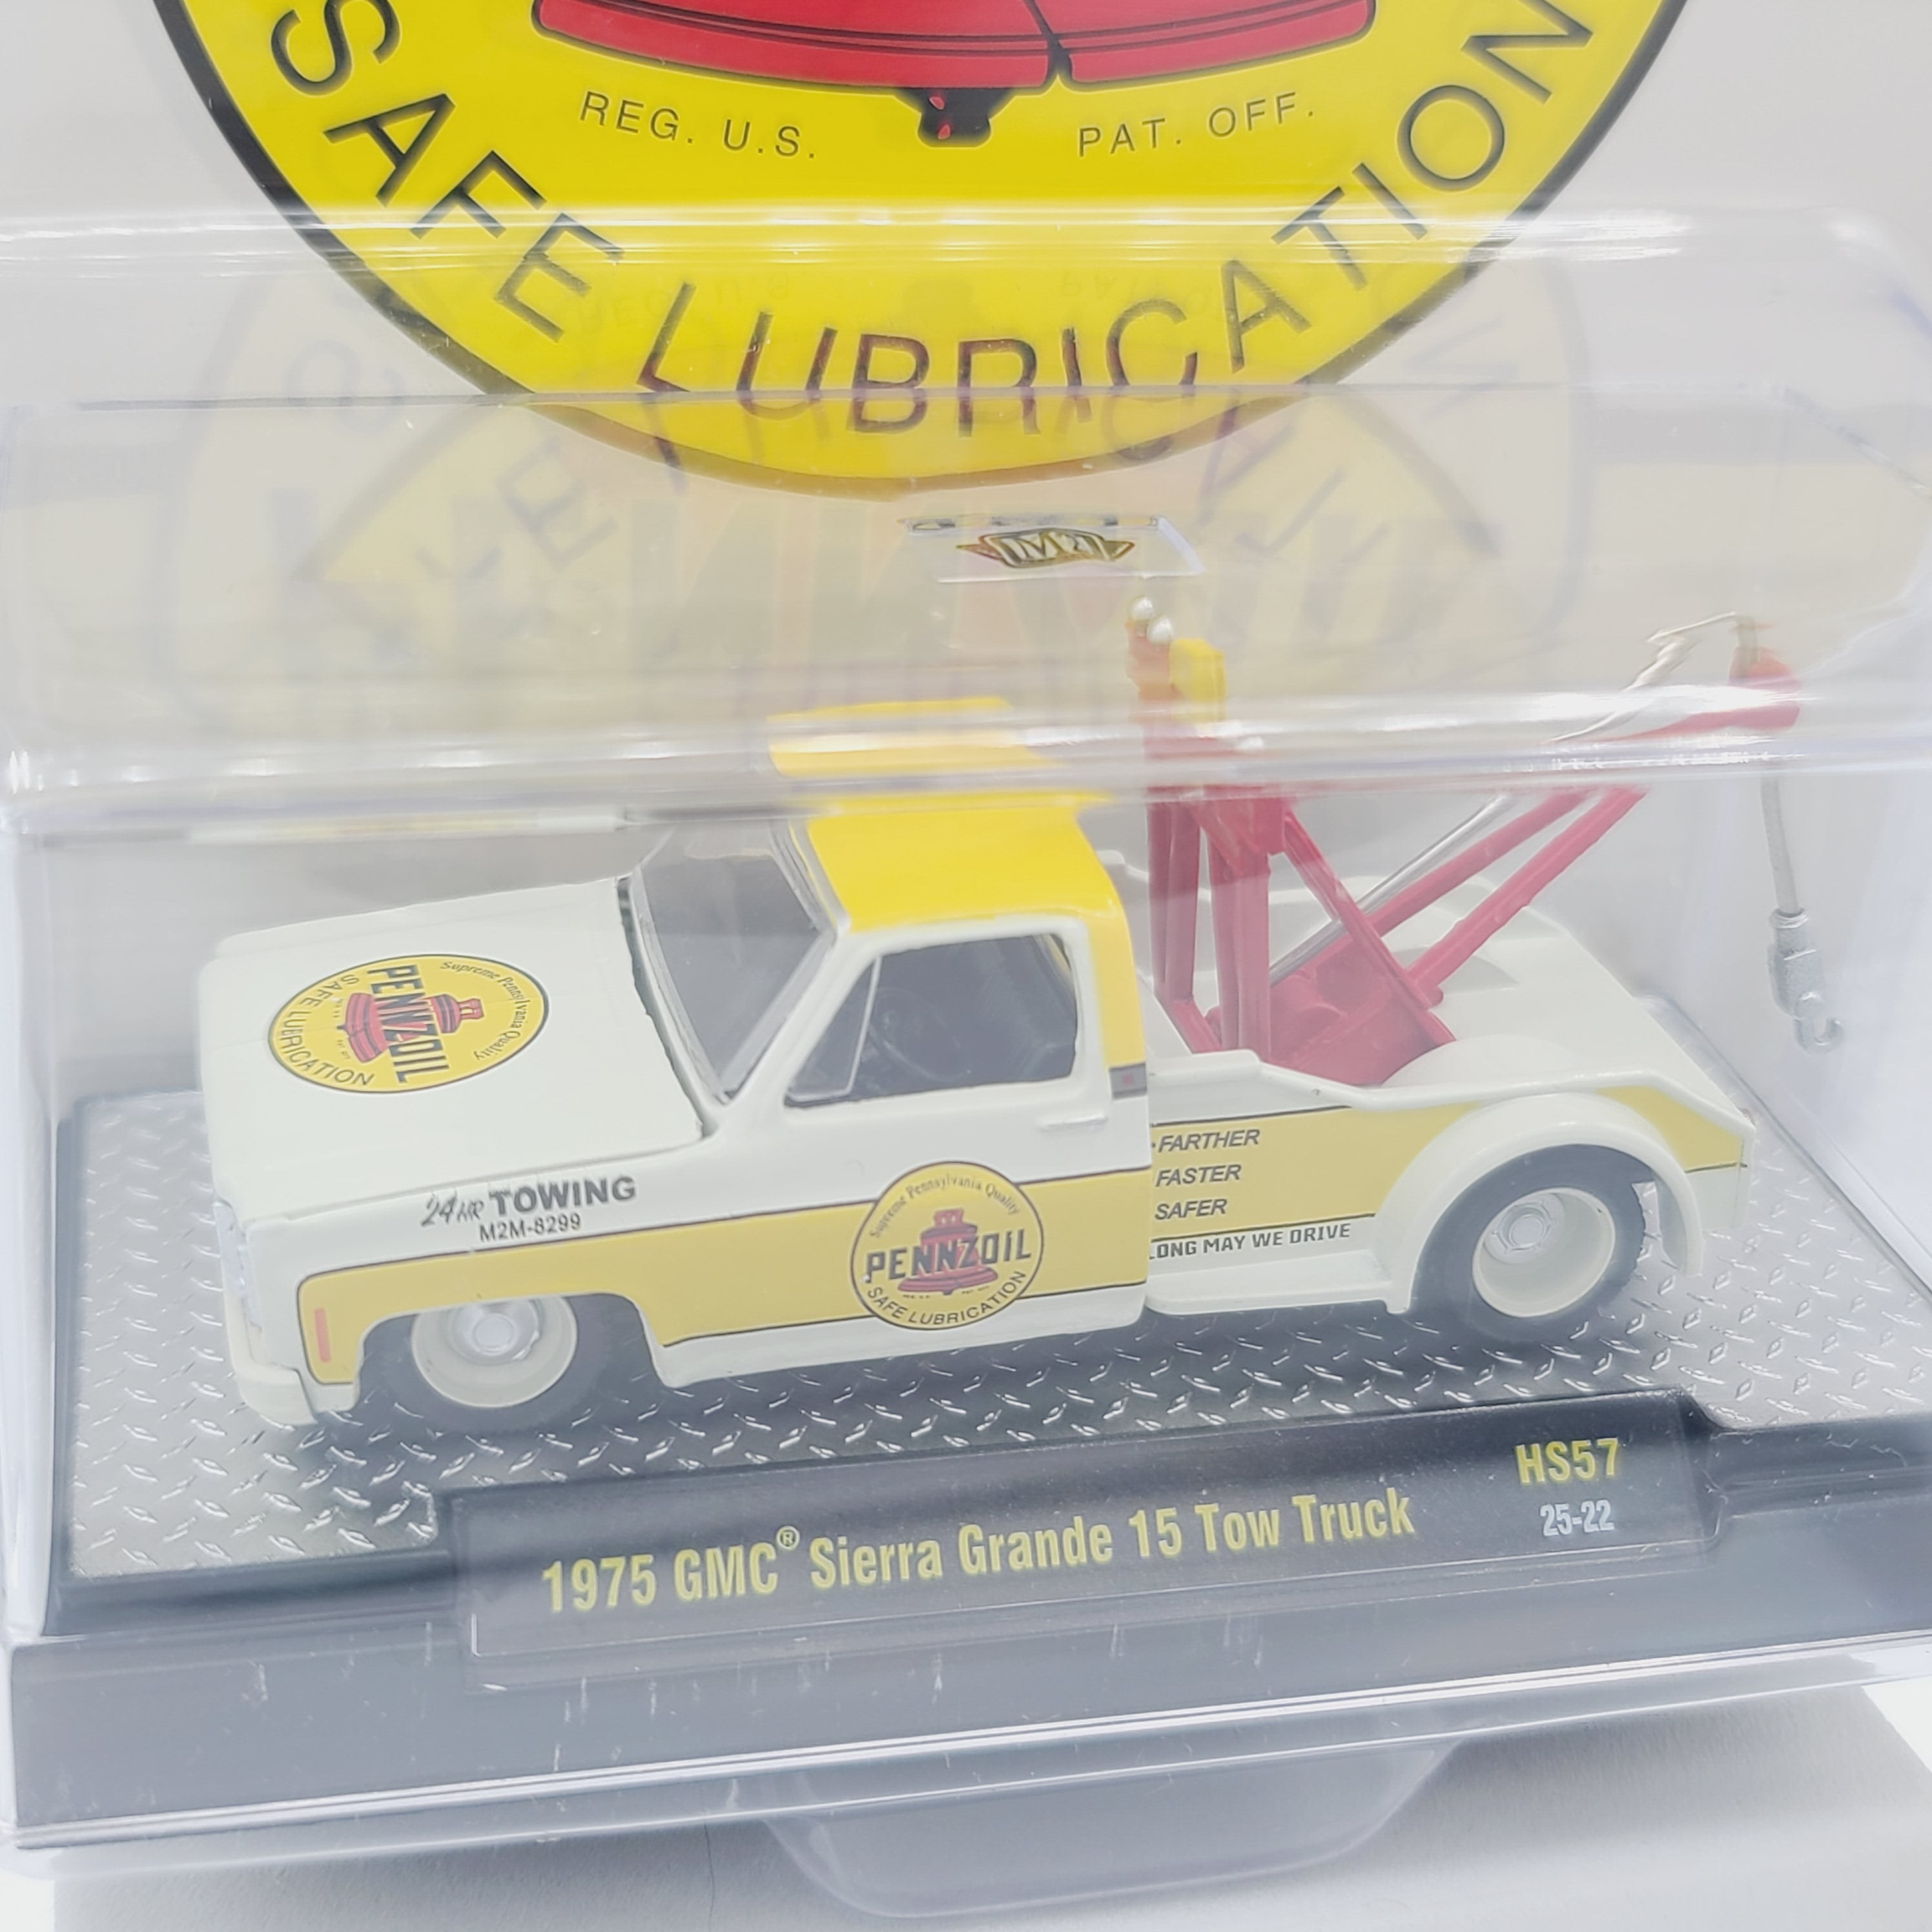 REG. U.S. PAT. OFF.
SAFE LUBRICATION
Supreme Pennsylvania Quality
PENNZOIL
SAFE LUBRICATION
24 HR TOWING
M2M-8299
Supreme Pennsylvania Quality
PENNZOIL
SAFE LUBRICATION
FARTHER
FASTER
SAFER
LONG MAY WE DRIVE
HS57
25-22
1975 GMC® Sierra Grande 15 Tow Truck